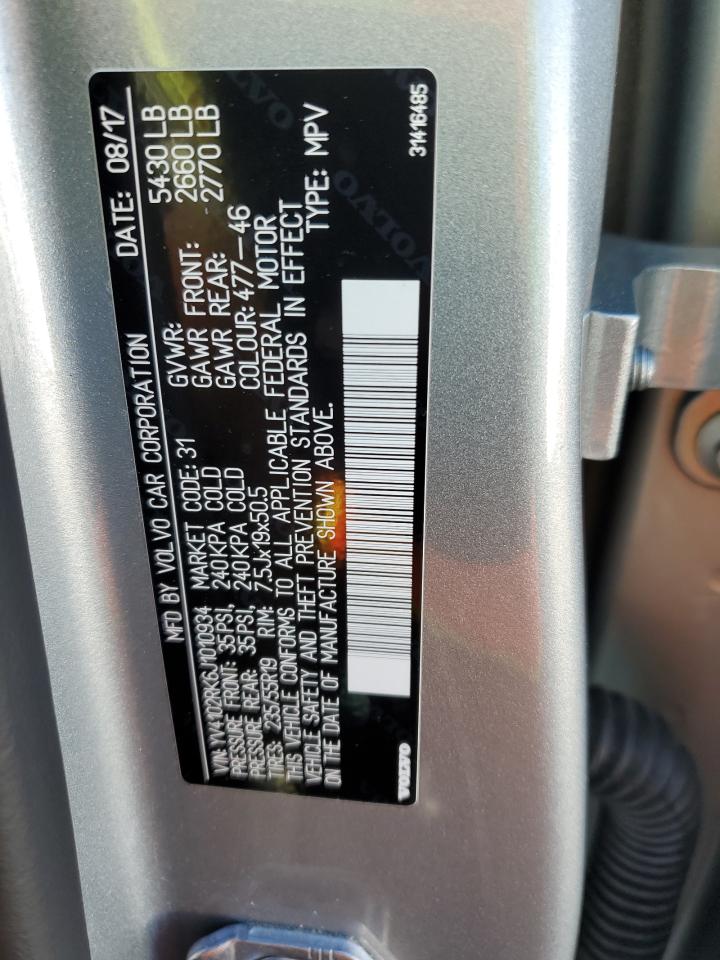 MFD BY VOLVO CAR CORPORATION DATE: 08/17
VIN: YV4102RK6J1010934 MARKET CODE: 31 GVWR: 5430 LB
PRESSURE FRONT: 35PSI, 240KPA COLD GAWR FRONT: 2660 LB
PRESSURE REAR: 35PSI, 240KPA COLD GAWR REAR: 2770 LB
TIRES: 235/55R19 RIM: 7.5Jx19x50.5 COLOUR: 477-46
THIS VEHICLE CONFORMS TO ALL APPLICABLE FEDERAL MOTOR
VEHICLE SAFETY AND THEFT PREVENTION STANDARDS IN EFFECT
ON THE DATE OF MANUFACTURE SHOWN ABOVE. TYPE: MPV
VOLVO 31416485